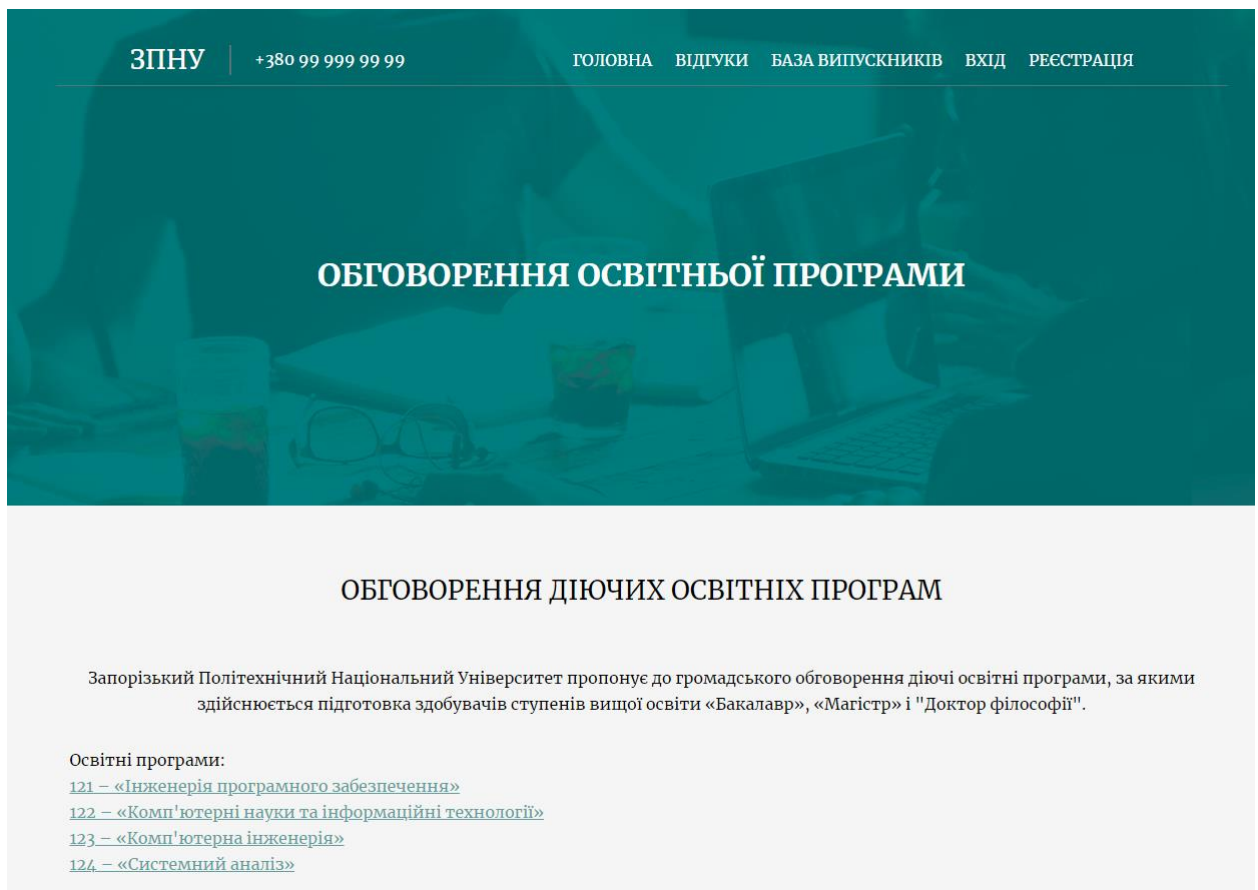 ЗПНУ
+380 99 999 99 99
ГОЛОВНА ВІДГУКИ БАЗА ВИПУСКНИКІВ ВХІД РЕЄСТРАЦІЯ
ОБГОВОРЕННЯ ОСВІТНЬОЇ ПРОГРАМИ
ОБГОВОРЕННЯ ДІЮЧИХ ОСВІТНІХ ПРОГРАМ
Запорізький Політехнічний Національний Університет пропонує до громадського обговорення діючі освітні програми, за якими
здійснюється підготовка здобувачів ступенів вищої освіти «Бакалавр», «Магістр» і "Доктор філософії".
Освітні програми:
121 – «Інженерія програмного забезпечення»
122 – «Комп'ютерні науки та інформаційні технології»
123 – «Комп'ютерна інженерія»
124 – «Системний аналіз»